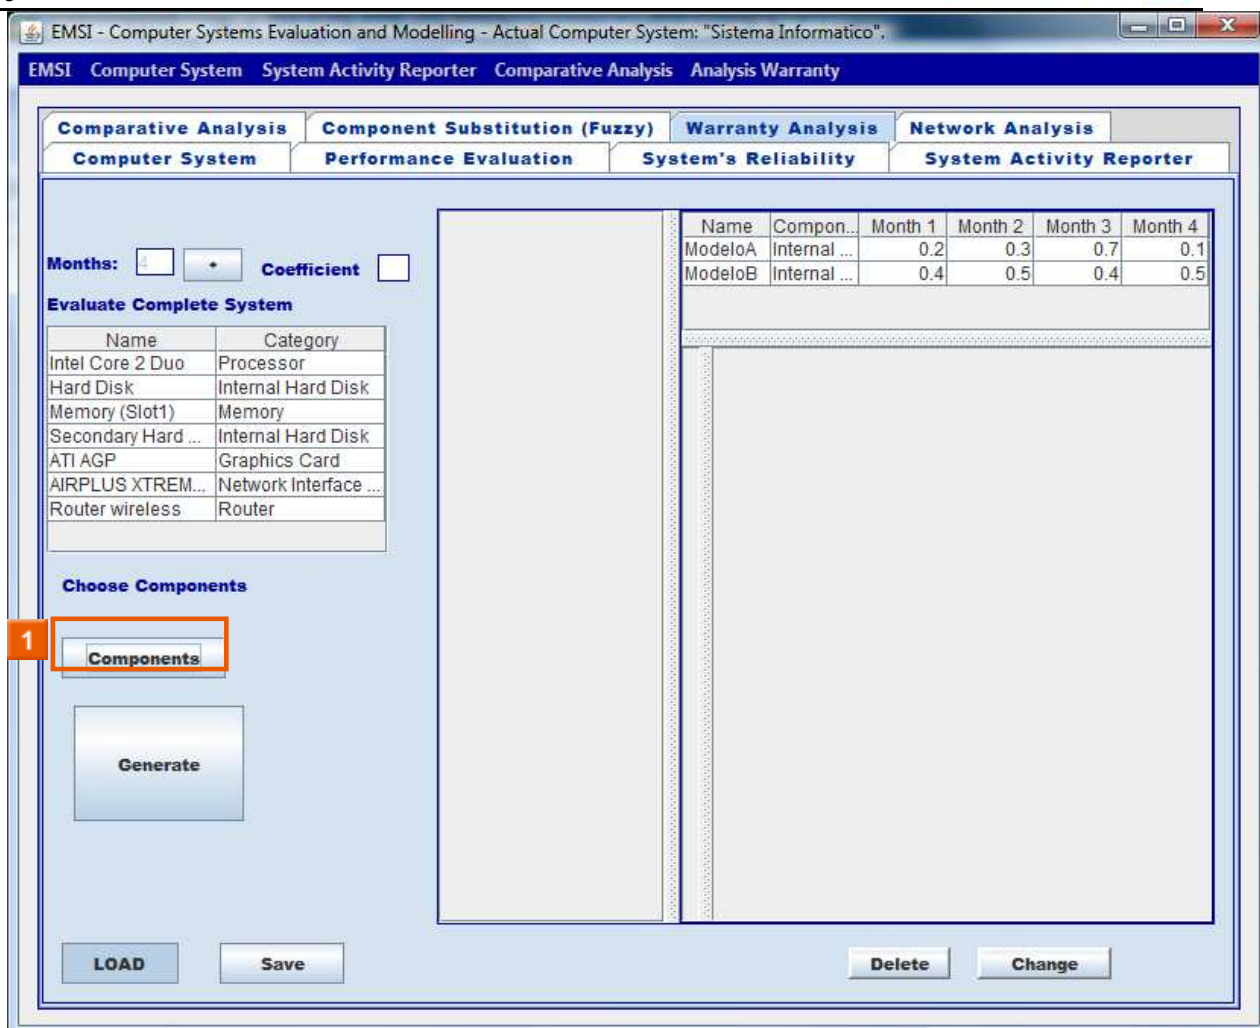 EMSI - Computer Systems Evaluation and Modelling - Actual Computer System: "Sistema Informatico".
EMSI Computer System System Activity Reporter Comparative Analysis Analysis Warranty
Comparative Analysis Component Substitution (Fuzzy) Warranty Analysis Network Analysis
Computer System Performance Evaluation System's Reliability System Activity Reporter
Months: 4 Coefficient
Evaluate Complete System
Name Category
Intel Core 2 Duo Processor
Hard Disk Internal Hard Disk
Memory (Slot1) Memory
Secondary Hard ... Internal Hard Disk
ATI AGP Graphics Card
AIRPLUS XTREM... Network Interface ...
Router wireless Router
Choose Components
1
Components
Generate
LOAD Save
Name Compon... Month 1 Month 2 Month 3 Month 4
ModeloA Internal ... 0.2 0.3 0.7 0.1
ModeloB Internal ... 0.4 0.5 0.4 0.5
Delete Change